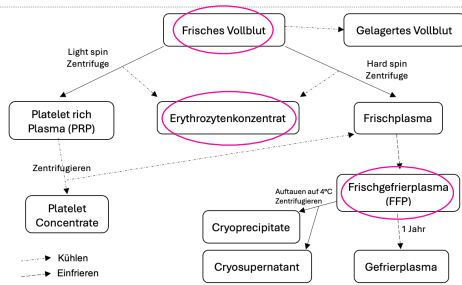 Frisches Vollblut
Gelagertes Vollblut
Light spin
Zentrifuge
Hard spin
Zentrifuge
Platelet rich
Plasma (PRP)
Erythrozytenkonzentrat
Frischplasma
Zentrifugieren
Platelet
Concentrate
Auftauen auf 4°C
Zentrifugieren
Frischgefrierplasma
(FFP)
Cryoprecipitate
1 Jahr
Cryosupernatant
Gefrierplasma
Kühlen
Einfrieren